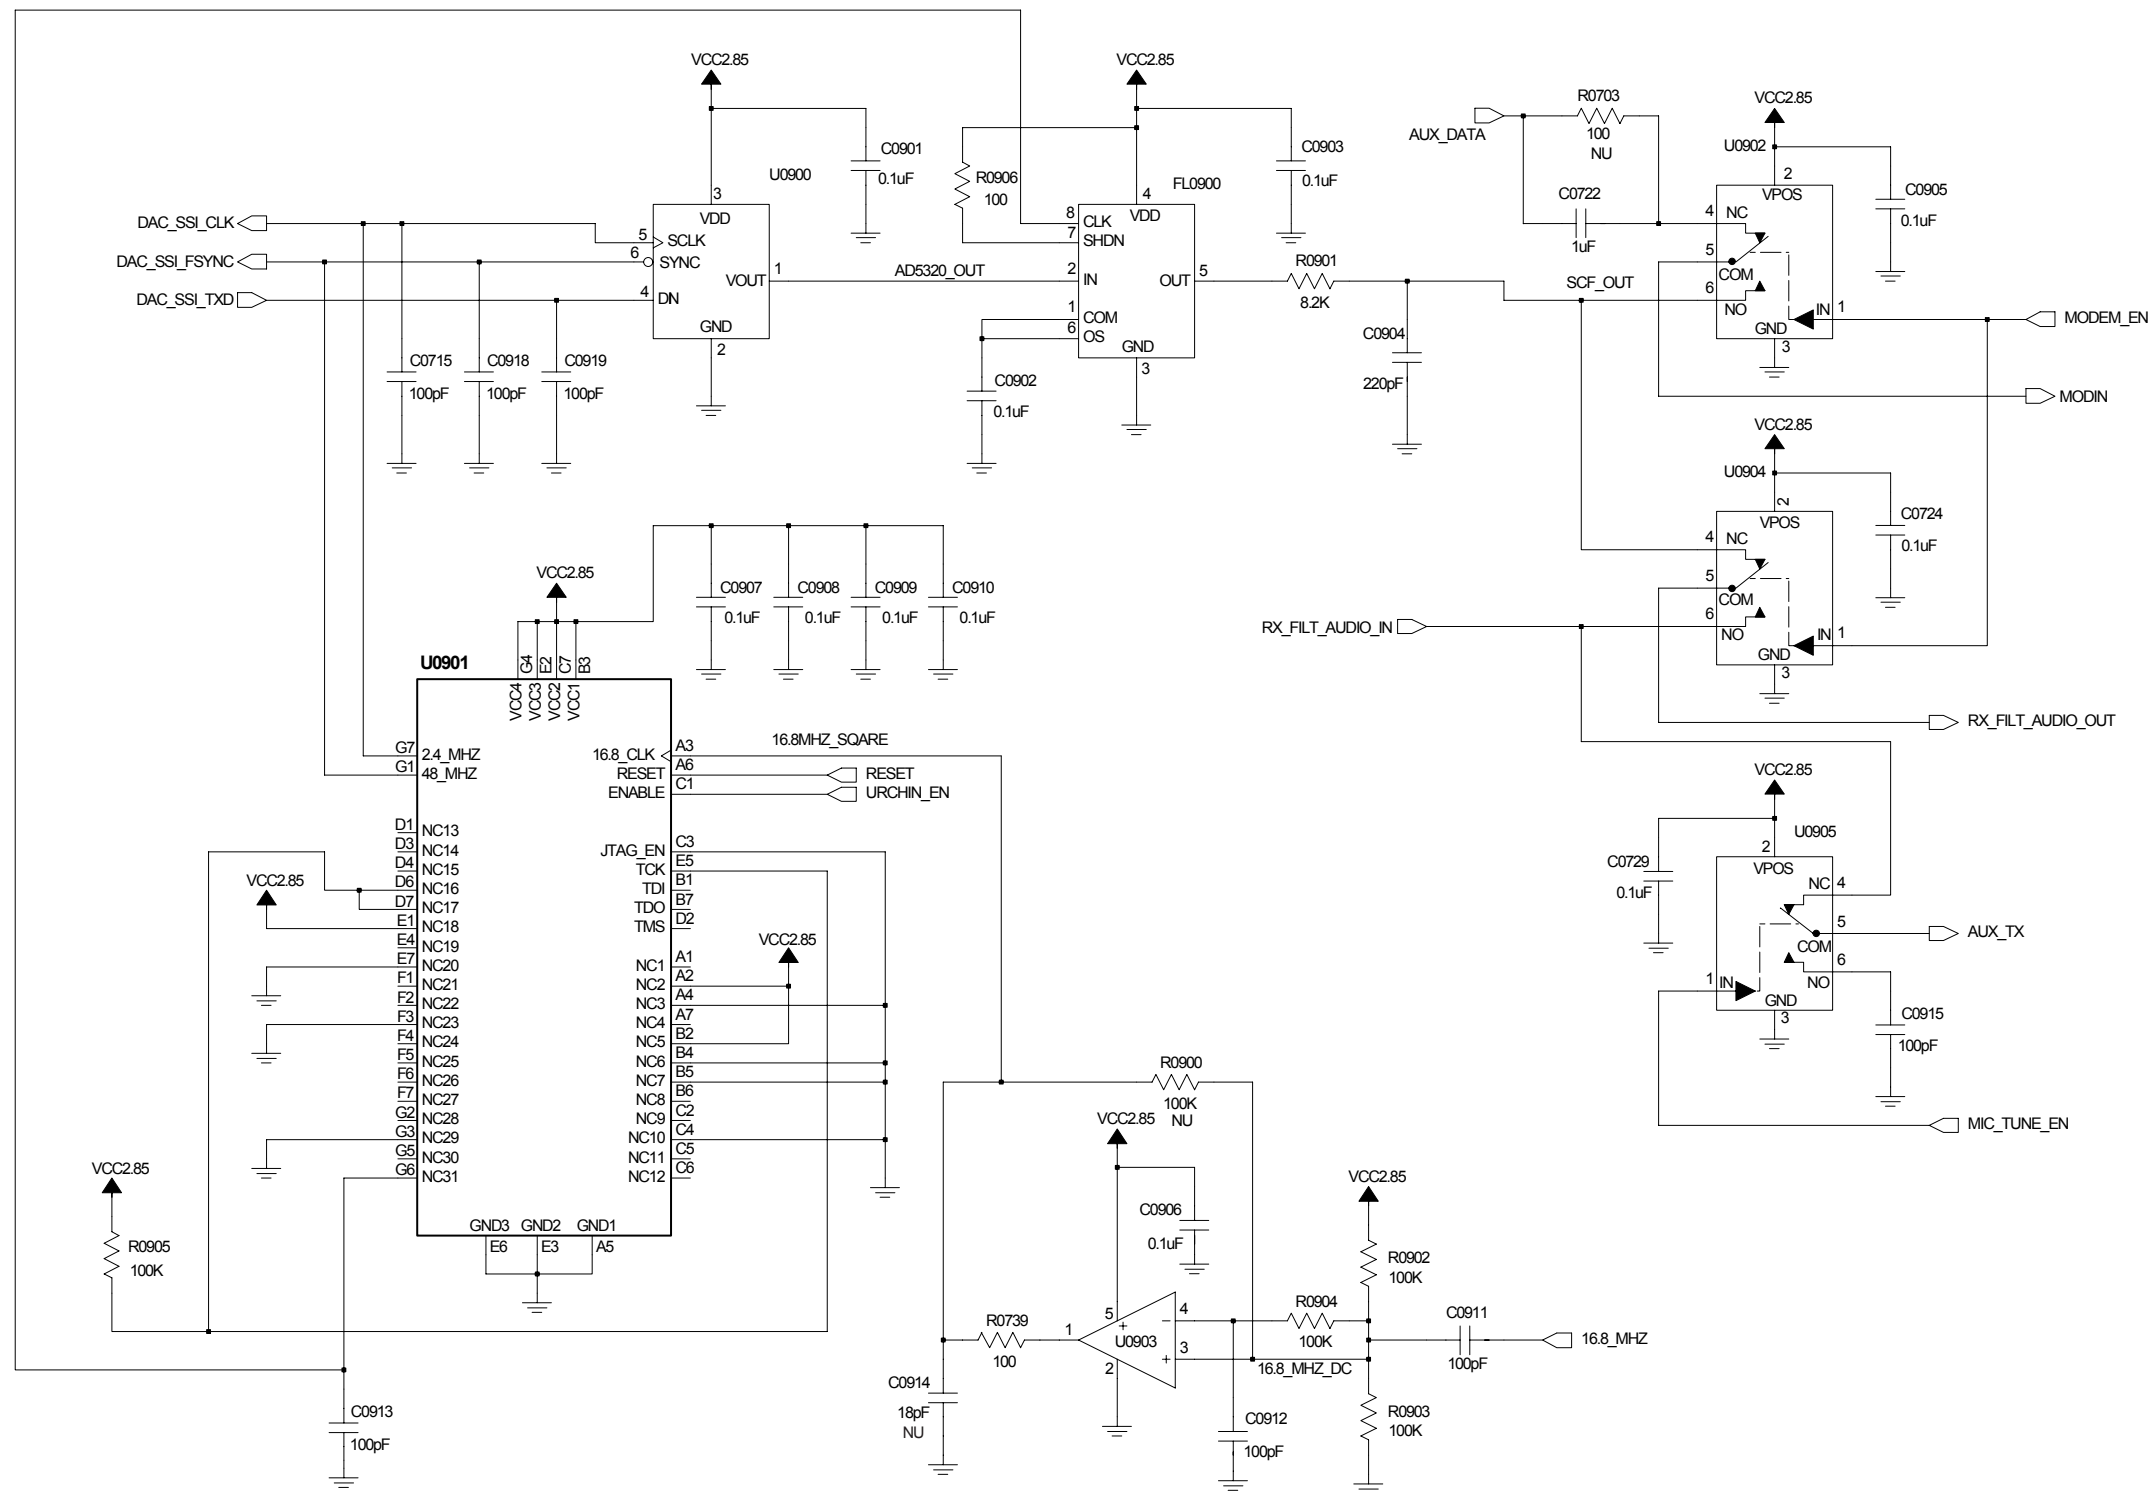 VCC2.85
VCC2.85
R0703
VCC2.85
AUX_DATA
100
NU
U0902
C0901
0.1uF
U0900
R0906
100
FL0900
C0903
0.1uF
C0722
1uF
C0905
0.1uF
3
VDD
4
VDD
2
VPOS
DAC_SSI_CLK
5
SCLK
8
CLK
7
SHDN
4
NC
DAC_SSI_FSYNC
6
SYNC
VOUT
1
AD5320_OUT
2
IN
OUT
5
R0901
8.2K
SCF_OUT
5
COM
6
NO
DAC_SSI_TXD
4
DN
GND
2
1
COM
6
OS
GND
3
C0904
220pF
IN
1
GND
3
MODEM_EN
C0715
100pF
C0918
100pF
C0919
100pF
C0902
0.1uF
MODIN
VCC2.85
U0904
2
VPOS
C0724
0.1uF
4
NC
5
COM
6
NO
IN
1
GND
3
RX_FILT_AUDIO_IN
RX_FILT_AUDIO_OUT
VCC2.85
C0907
0.1uF
C0908
0.1uF
C0909
0.1uF
C0910
0.1uF
U0901
G4
E2
C7
B3
VCC4
VCC3
VCC2
VCC1
G7
2.4_MHZ
G1
48_MHZ
16.8_CLK
A3
16.8MHZ_SQARE
RESET
A6
RESET
ENABLE
C1
URCHIN_EN
D1
NC13
D3
NC14
D4
NC15
D6
NC16
D7
NC17
E1
NC18
E4
NC19
E7
NC20
F1
NC21
F2
NC22
F3
NC23
F4
NC24
F5
NC25
F6
NC26
F7
NC27
G2
NC28
G3
NC29
G5
NC30
G6
NC31
VCC2.85
JTAG_EN
C3
TCK
E5
TDI
B1
TDO
B7
TMS
D2
VCC2.85
NC1
A1
NC2
A2
NC3
A4
NC4
A7
NC5
B2
NC6
B4
NC7
B5
NC8
B6
NC9
C2
NC10
C4
NC11
C5
NC12
C6
GND3
GND2
GND1
E6
E3
A5
VCC2.85
R0905
100K
C0913
100pF
VCC2.85
U0905
C0729
0.1uF
2
VPOS
NC
4
5
COM
AUX_TX
6
NO
1
IN
GND
3
C0915
100pF
MIC_TUNE_EN
R0900
100K
NU
VCC2.85
C0906
0.1uF
VCC2.85
R0902
100K
R0904
100K
C0911
100pF
16.8_MHZ
R0739
100
1
5
+
U0903
2
4
−
3
+
16.8_MHZ_DC
C0914
18pF
NU
C0912
100pF
R0903
100K